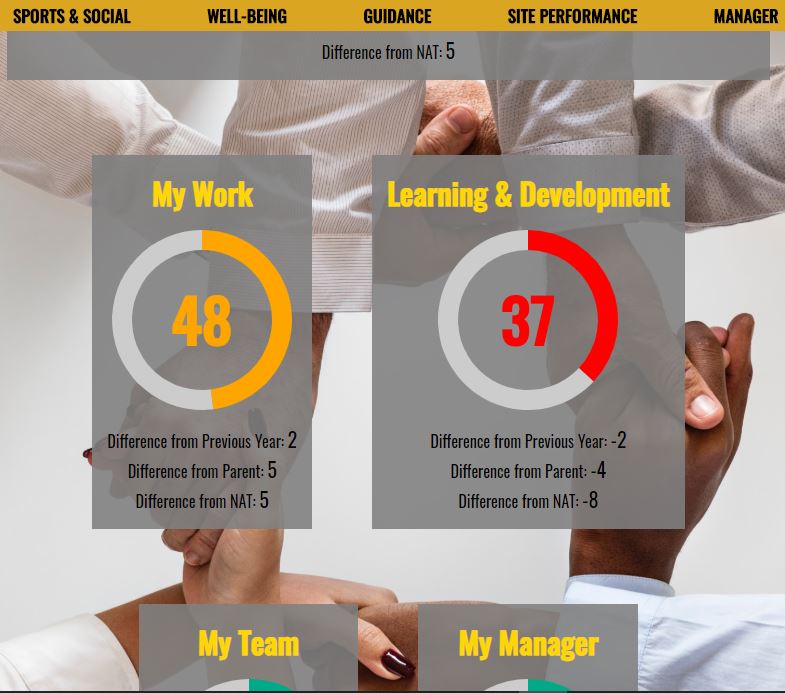 SPORTS & SOCIAL WELL-BEING GUIDANCE SITE PERFORMANCE MANAGER
Difference from NAT: 5
My Work
48
Difference from Previous Year: 2
Difference from Parent: 5
Difference from NAT: 5
Learning & Development
37
Difference from Previous Year: -2
Difference from Parent: -4
Difference from NAT: -8
My Team
My Manager